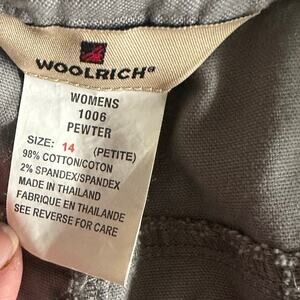 WOOLRICH®
WOMENS
1006
PEWTER
SIZE: 14 (PETITE)
98% COTTON/COTON
2% SPANDEX/SPANDEX
MADE IN THAILAND
FABRIQUE EN THAILANDE
SEE REVERSE FOR CARE